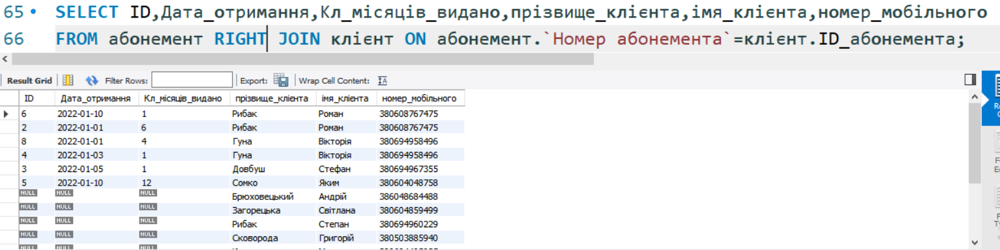 65 SELECT ID,Дата_отримання,Кл_місяців_видано,прізвище_клієнта,імя_клієнта,номер_мобільного
66 FROM абонемент RIGHT JOIN клієнт ON абонемент.`Номер абонемента`=клієнт.ID_абонемента;
Result Grid Filter Rows: Export: Wrap Cell Content:
ID Дата_отримання Кл_місяців_видано прізвище_клієнта імя_клієнта номер_мобільного
6 2022-01-10 1 Рибак Роман 380608767475
2 2022-01-01 6 Рибак Роман 380608767475
8 2022-01-01 4 Гуна Вікторія 380694958496
4 2022-01-03 1 Гуна Вікторія 380694958496
3 2022-01-05 1 Довбуш Стефан 380694967355
5 2022-01-10 12 Сомко Яким 380604048758
NULL NULL NULL Брюховецький Андрій 386048684488
NULL NULL NULL Загорецька Світлана 380604859499
NULL NULL NULL Рибак Степан 380694960229
NULL NULL NULL Сковорода Григорій 380503885940
NULL NULL NULL